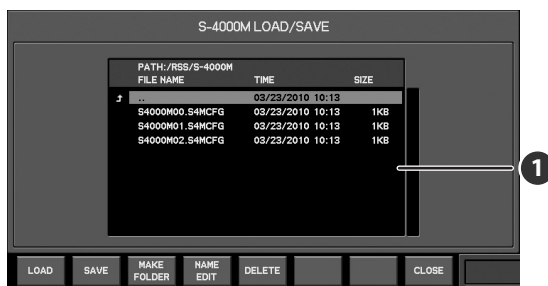 S-4000M LOAD/SAVE
PATH:/RSS/S-4000M
FILE NAME TIME SIZE
.. 03/23/2010 10:13
S4000M00.S4MCFG 03/23/2010 10:13 1KB
S4000M01.S4MCFG 03/23/2010 10:13 1KB
S4000M02.S4MCFG 03/23/2010 10:13 1KB
1
LOAD SAVE MAKE FOLDER NAME EDIT DELETE CLOSE